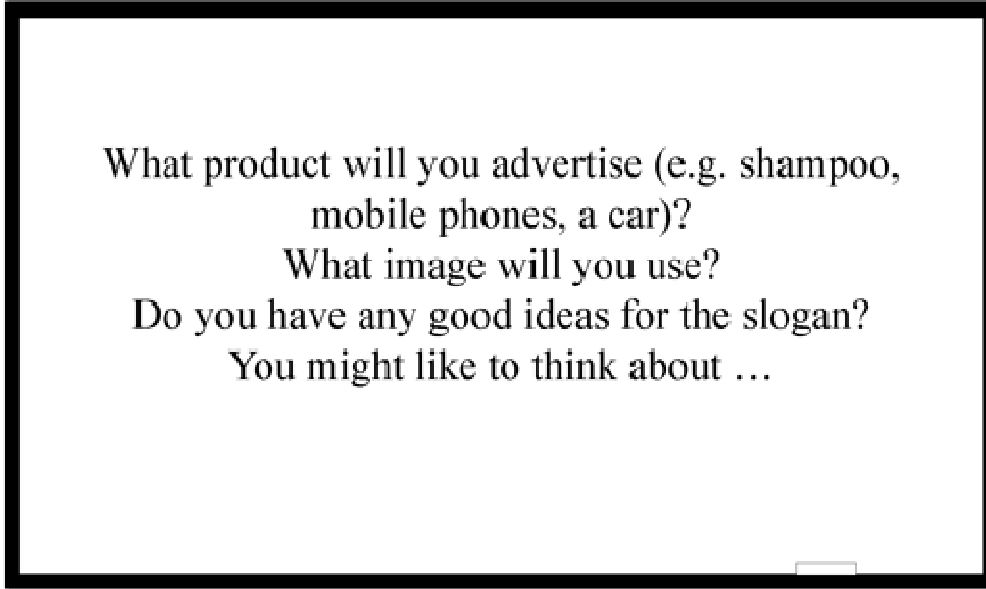 What product will you advertise (e.g. shampoo,
mobile phones, a car)?
What image will you use?
Do you have any good ideas for the slogan?
You might like to think about …